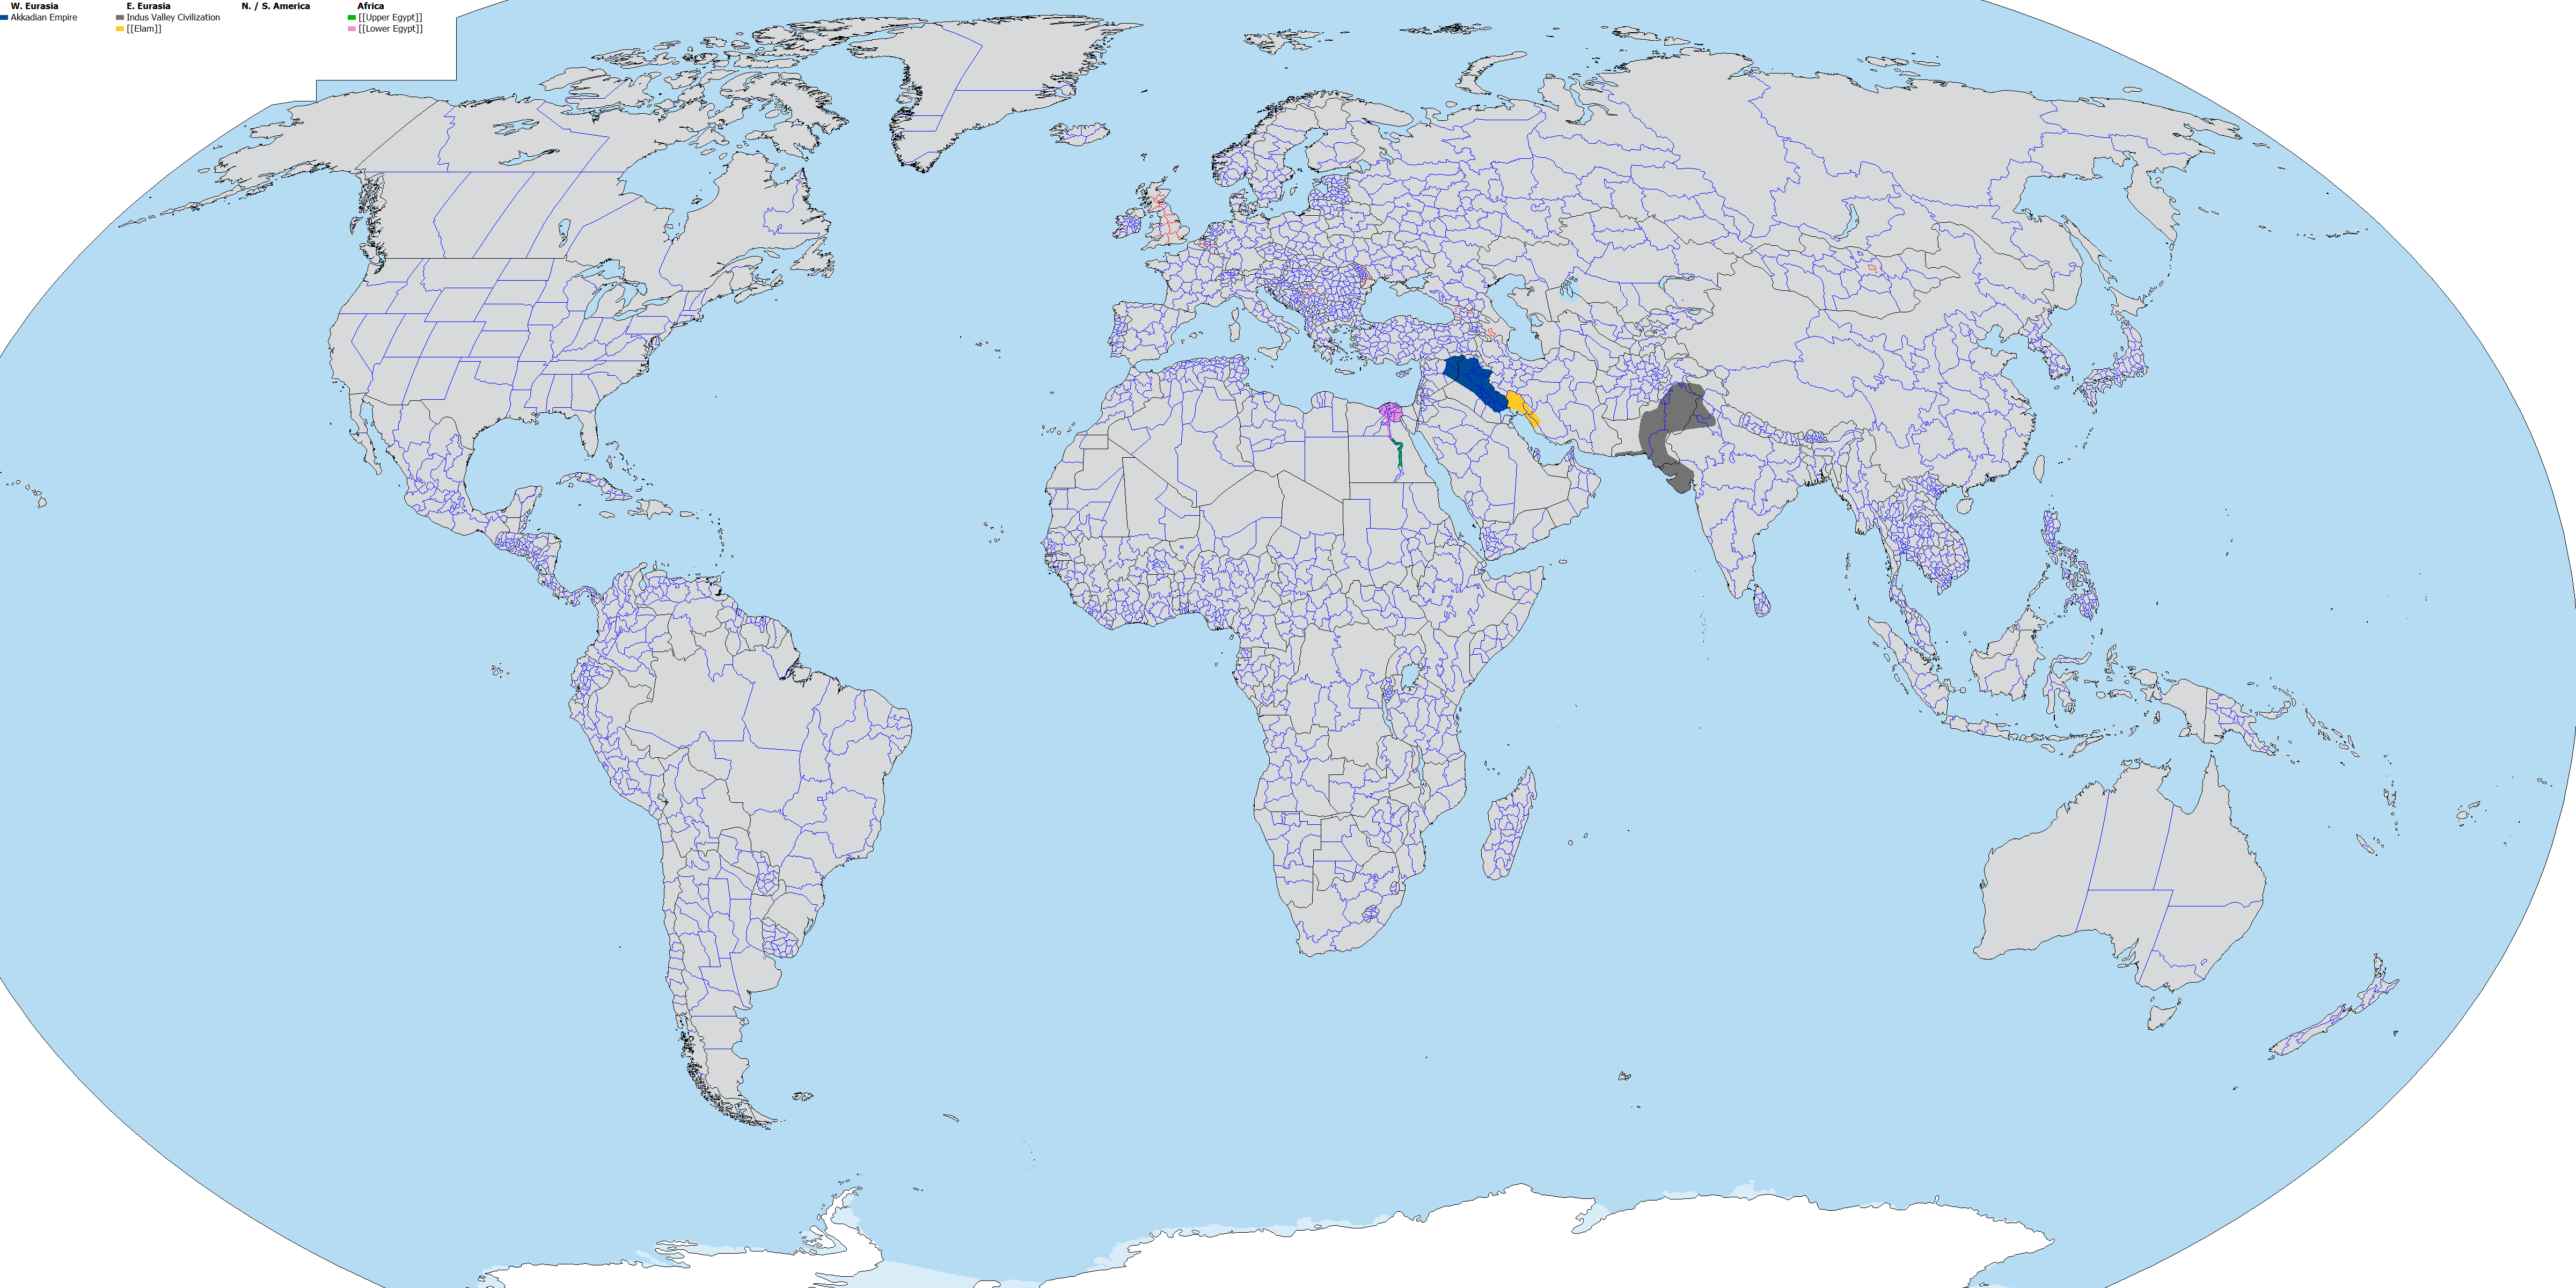 W. Eurasia E. Eurasia N. / S. America Africa
Akkadian Empire Indus Valley Civilization [[Upper Egypt]]
[[Elam]] [[Lower Egypt]]